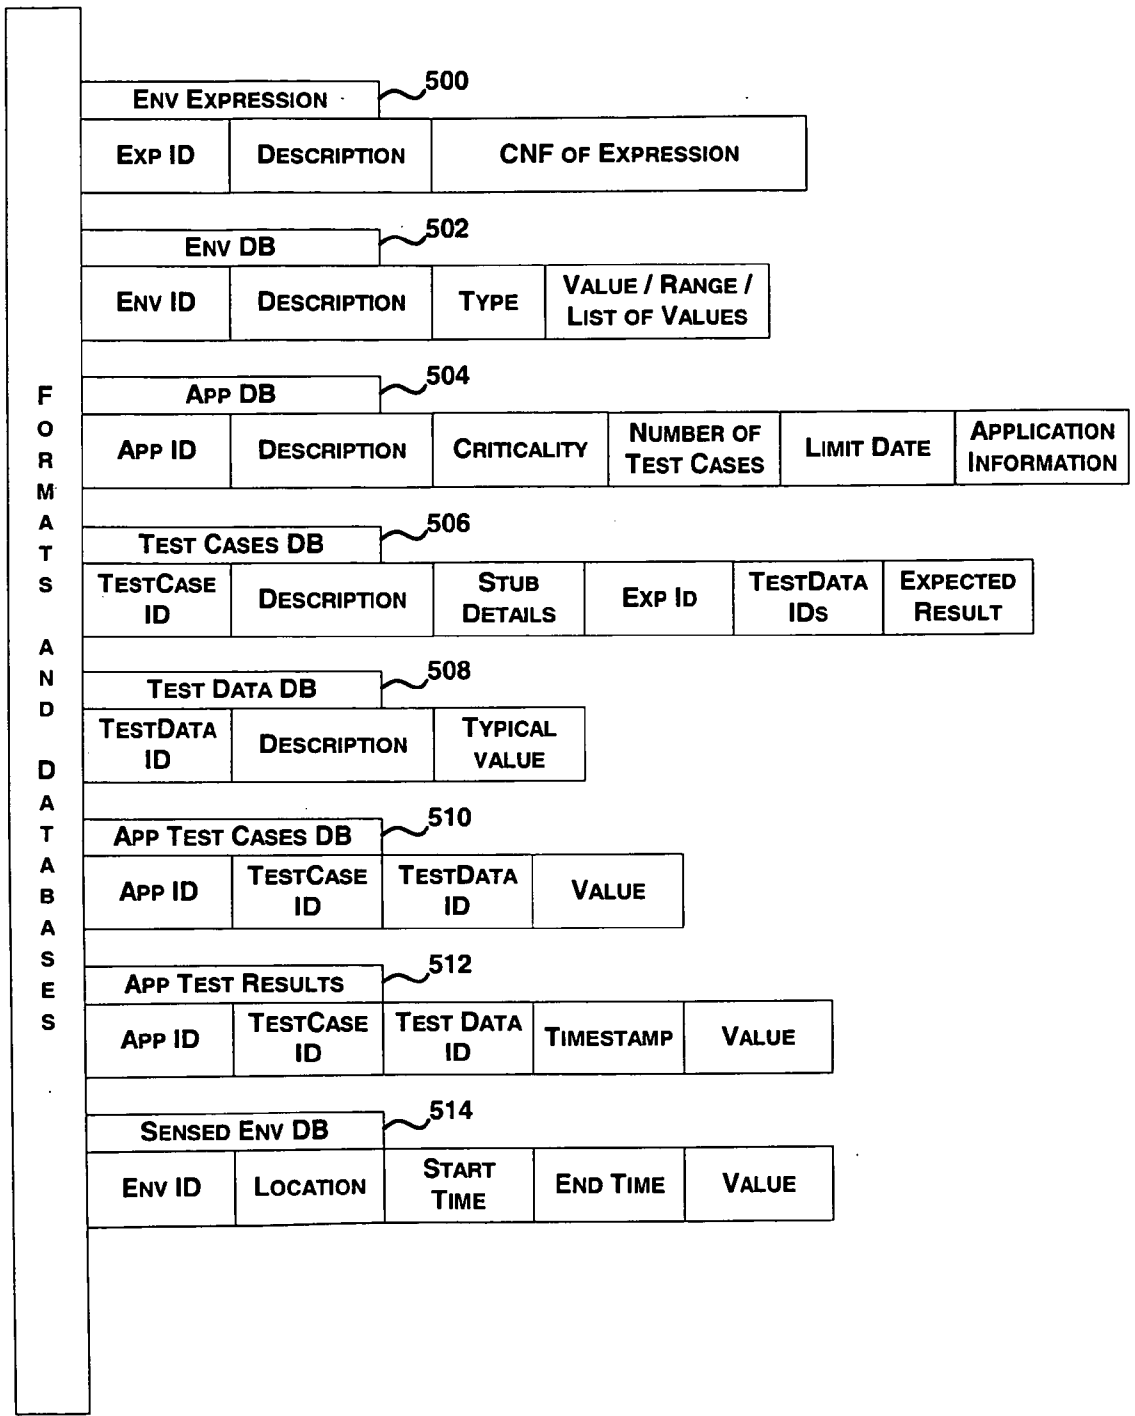 FORMATS AND DATABASES
ENV EXPRESSION
500
EXP ID
DESCRIPTION
CNF OF EXPRESSION
ENV DB
502
ENV ID
DESCRIPTION
TYPE
VALUE / RANGE /
LIST OF VALUES
APP DB
504
APP ID
DESCRIPTION
CRITICALITY
NUMBER OF
TEST CASES
LIMIT DATE
APPLICATION
INFORMATION
TEST CASES DB
506
TESTCASE
ID
DESCRIPTION
STUB
DETAILS
EXP ID
TESTDATA
IDS
EXPECTED
RESULT
TEST DATA DB
508
TESTDATA
ID
DESCRIPTION
TYPICAL
VALUE
APP TEST CASES DB
510
APP ID
TESTCASE
ID
TESTDATA
ID
VALUE
APP TEST RESULTS
512
APP ID
TESTCASE
ID
TEST DATA
ID
TIMESTAMP
VALUE
SENSED ENV DB
514
ENV ID
LOCATION
START
TIME
END TIME
VALUE